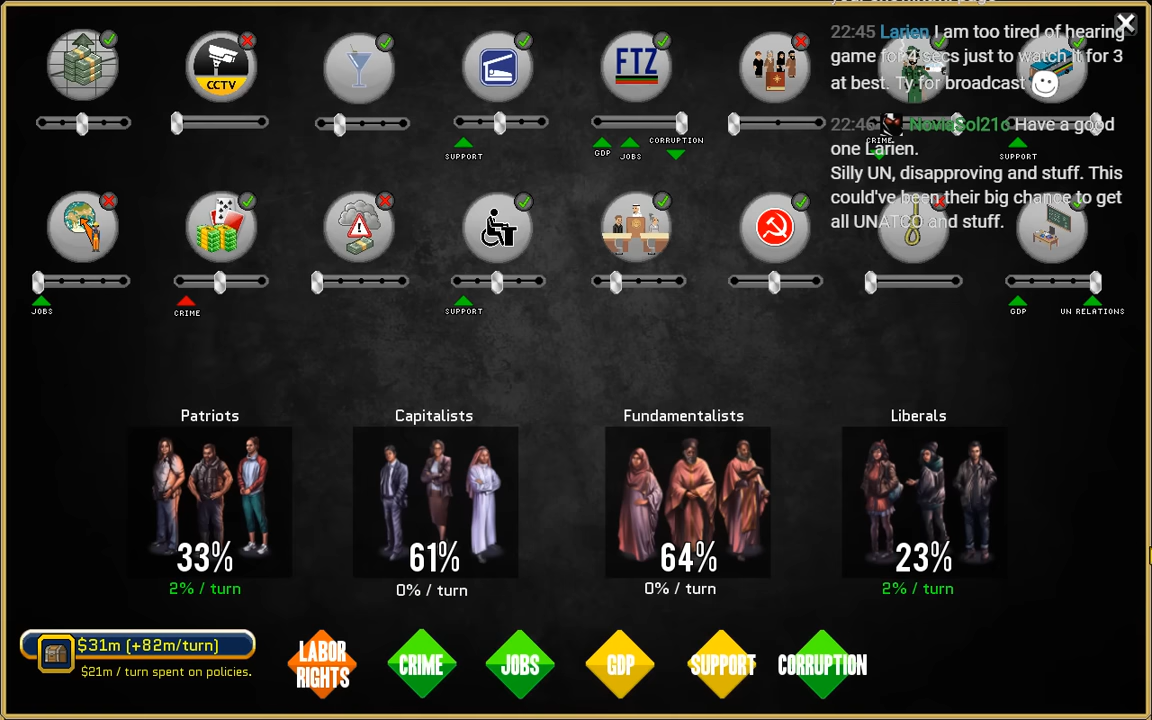 22:45 Larien I am too tired of hearing
game for 4 secs just to watch it for 3
at best. Ty for broadcast
22:46 NovieSol21c Have a good
one Larien.
Silly UN, disapproving and stuff. This
could've been their big chance to get
all UNATCO and stuff.
CCTV
FTZ
SUPPORT
GDP JOBS CORRUPTION
CRIME
SUPPORT
JOBS
CRIME
SUPPORT
GDP UN RELATIONS
Patriots Capitalists Fundamentalists Liberals
33% 61% 64% 23%
2% / turn 0% / turn 0% / turn 2% / turn
$31m (+82m/turn)
$21m / turn spent on policies.
LABOR
RIGHTS
CRIME
JOBS
GDP
SUPPORT
CORRUPTION